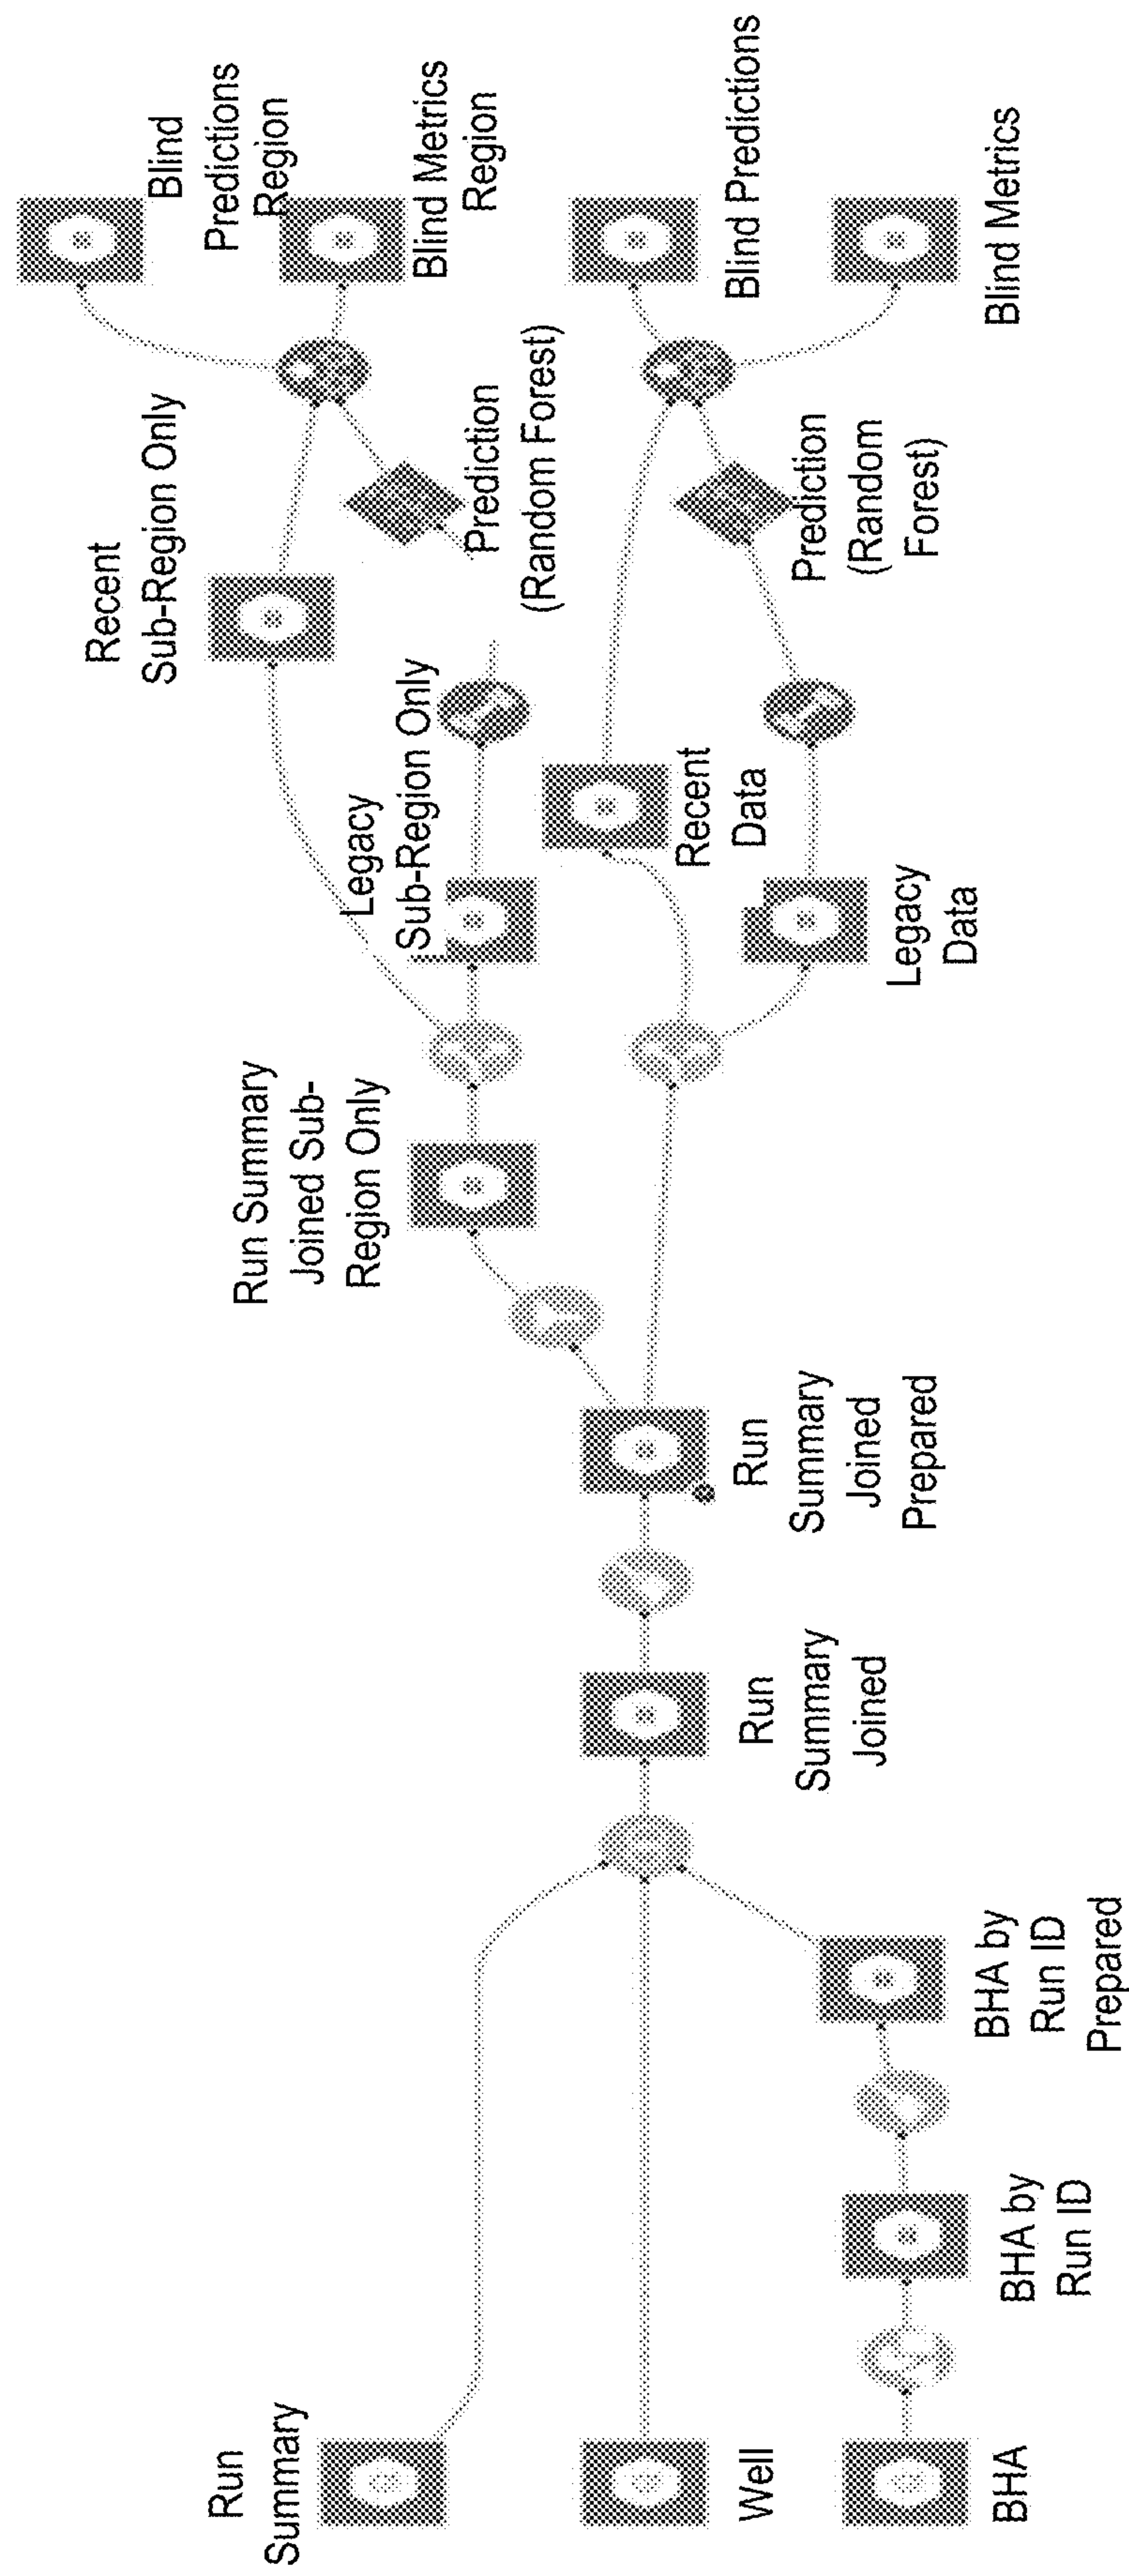 Run
Summary
Well
BHA
BHA by
Run ID
BHA by
Run ID
Prepared
Run
Summary
Joined
Run
Summary
Joined
Prepared
Run Summary
Joined Sub-
Region Only
Legacy
Sub-Region Only
Recent
Sub-Region Only
Recent
Data
Legacy
Data
Prediction
(Random Forest)
Prediction
(Random
Forest)
Blind
Predictions
Region
Blind Metrics
Region
Blind Predictions
Blind Metrics